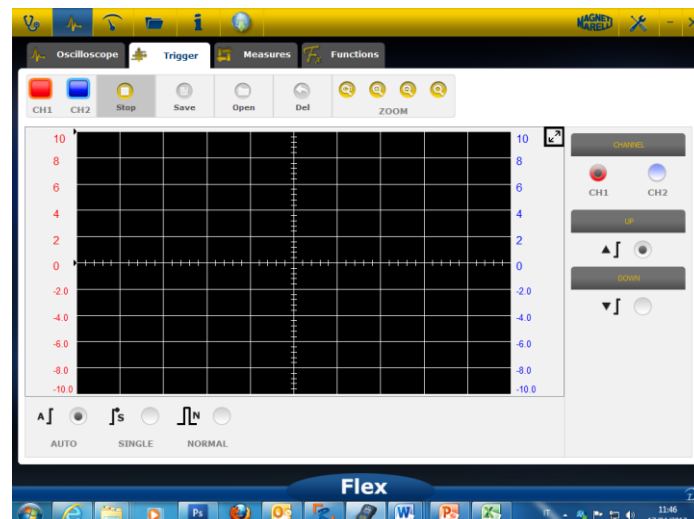 MAGNETI
MARELLI
Oscilloscope Trigger Measures Functions
CH1 CH2 Stop Save Open Del ZOOM
10 10
8 8
6 6
4 4
2 2
0 0
-2.0 -2.0
-4.0 -4.0
-6.0 -6.0
-8.0 -8.0
-10.0 -10.0
CHANNEL
CH1 CH2
UP
DOWN
A S N
AUTO SINGLE NORMAL
Flex
Ps W IT 11:46